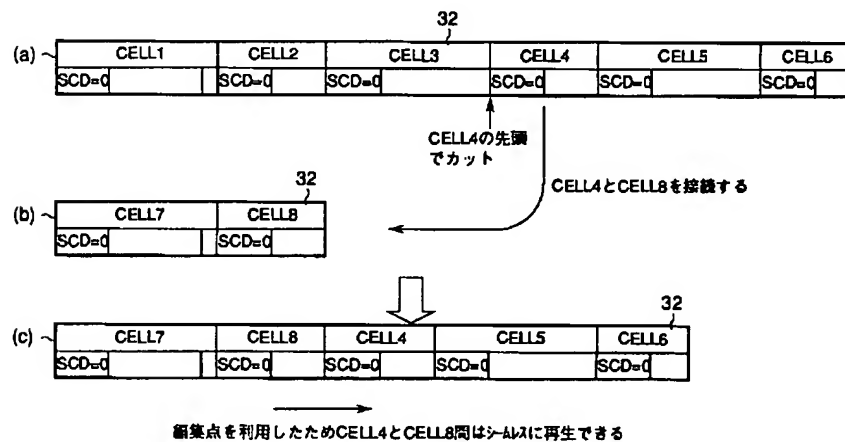 32
(a) CELL1 CELL2 CELL3 CELL4 CELL5 CELL6
SCD=0 SCD=0 SCD=0 SCD=0 SCD=0 SCD=0
CELL4の先頭
でカット
CELL4とCELL8を接続する
32
(b) CELL7 CELL8
SCD=0 SCD=0
32
(c) CELL7 CELL8 CELL4 CELL5 CELL6
SCD=0 SCD=0 SCD=0 SCD=0 SCD=0
編集点を利用したためCELL4とCELL8間はシームレスに再生できる